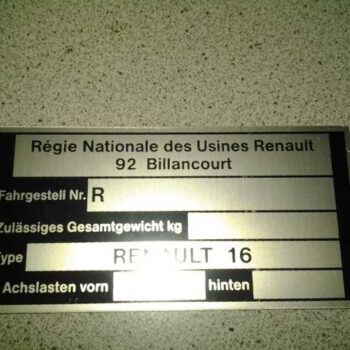 Régie Nationale des Usines Renault
92 Billancourt
Fahrgestell Nr. R
Zulässiges Gesamtgewicht kg
Type RENAULT 16
Achslasten vorn hinten